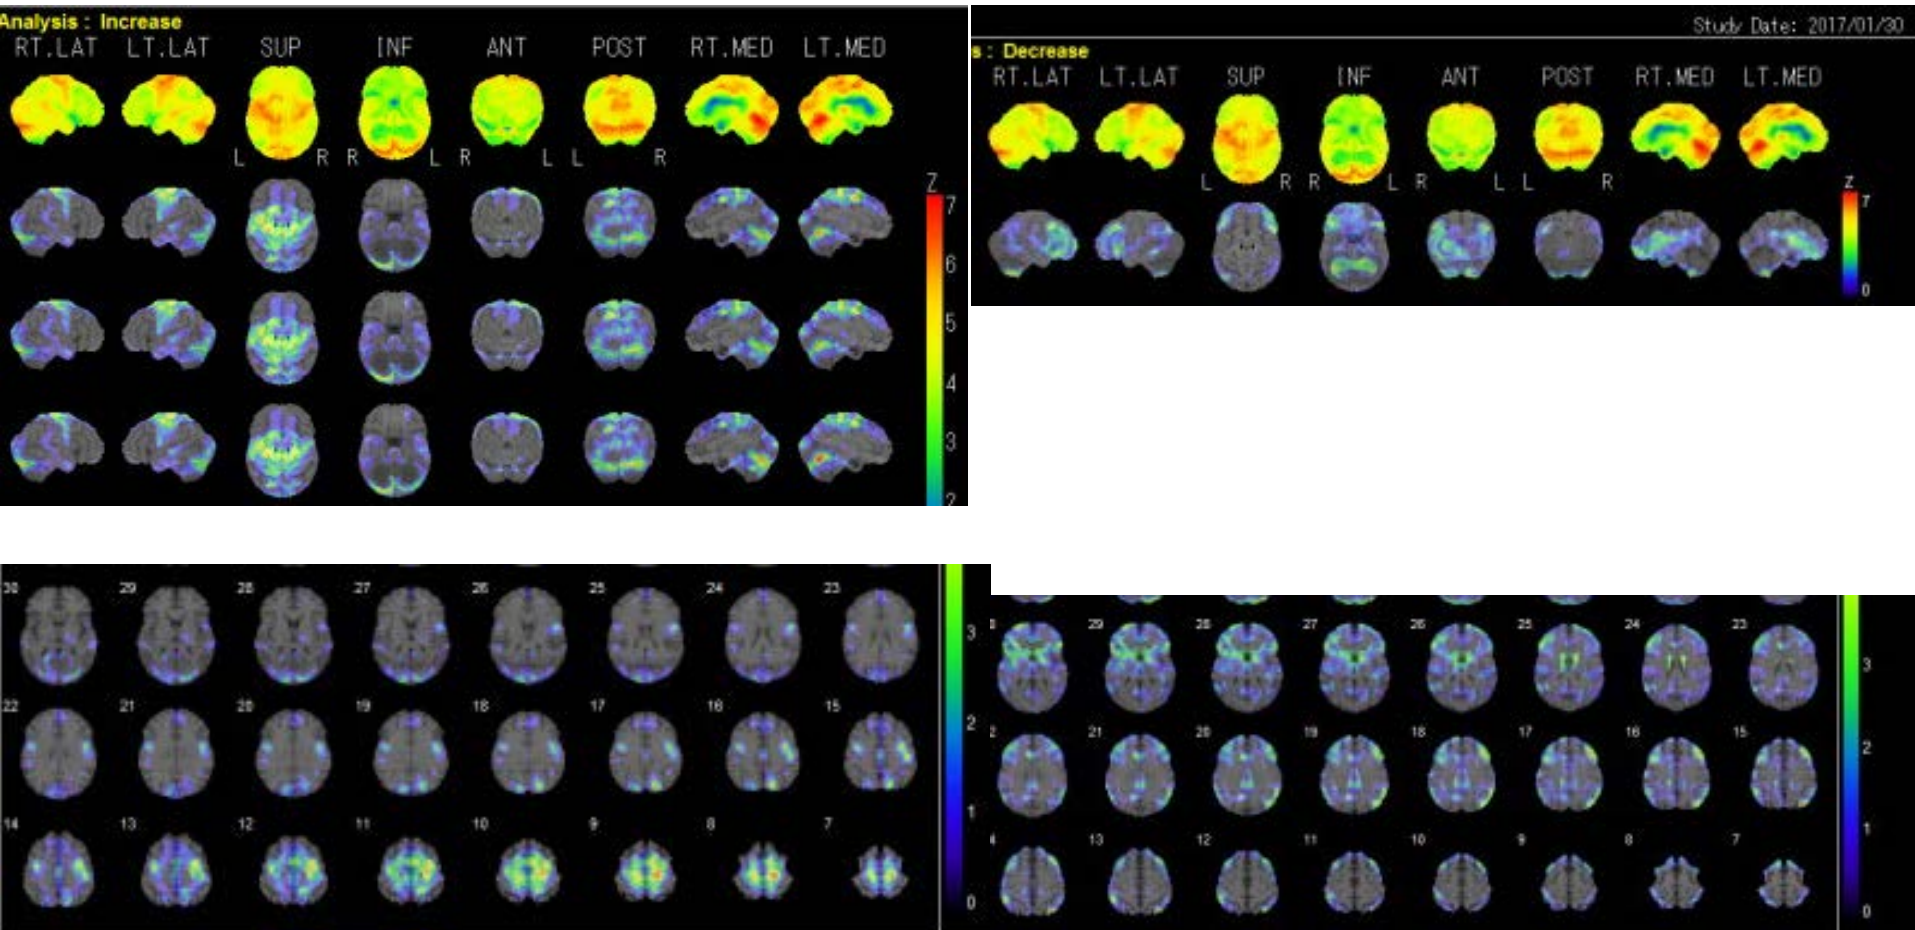 Analysis : Increase
RT.LAT LT.LAT SUP INF ANT POST RT.MED LT.MED
L R R L R L L R
Z
7
6
5
4
3
2
Study Date: 2017/01/30
s : Decrease
RT.LAT LT.LAT SUP INF ANT POST RT.MED LT.MED
L R R L R L L R
Z
7
0
30 29 28 27 26 25 24 23
3
22 21 20 19 18 17 16 15
2
1
14 13 12 11 10 9 8 7
0
29 28 27 26 25 24 23
3
2 21 20 19 18 17 16 15
2
1
4 13 12 11 10 9 8 7
0